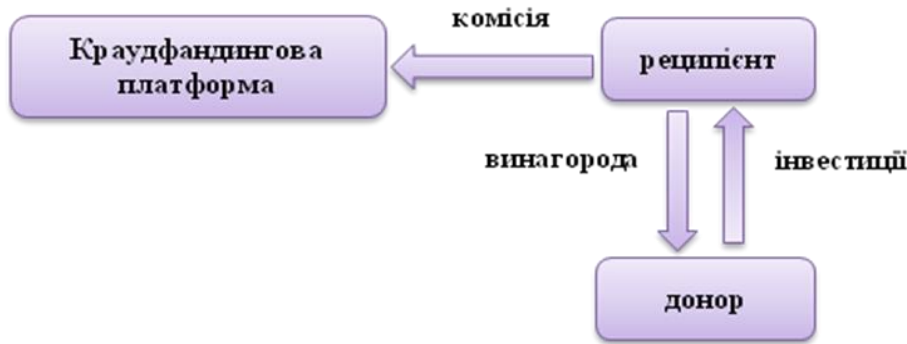 комісія
Краудфандингова
платформа
реципієнт
винагорода
інвестиції
донор